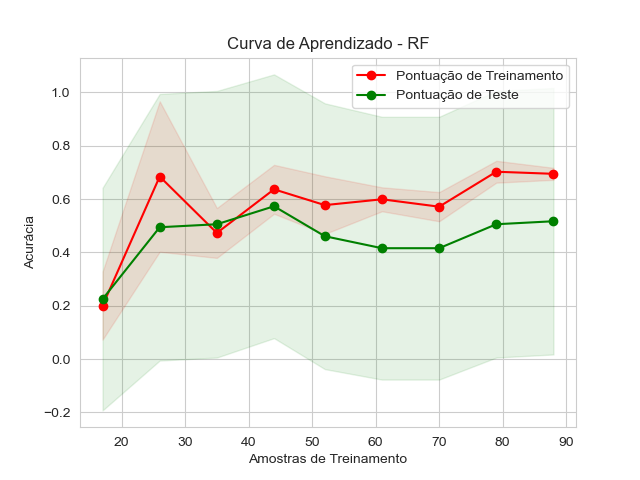 Curva de Aprendizado - RF
Pontuação de Treinamento
Pontuação de Teste
Acurácia
1.0
0.8
0.6
0.4
0.2
0.0
−0.2
20 30 40 50 60 70 80 90
Amostras de Treinamento